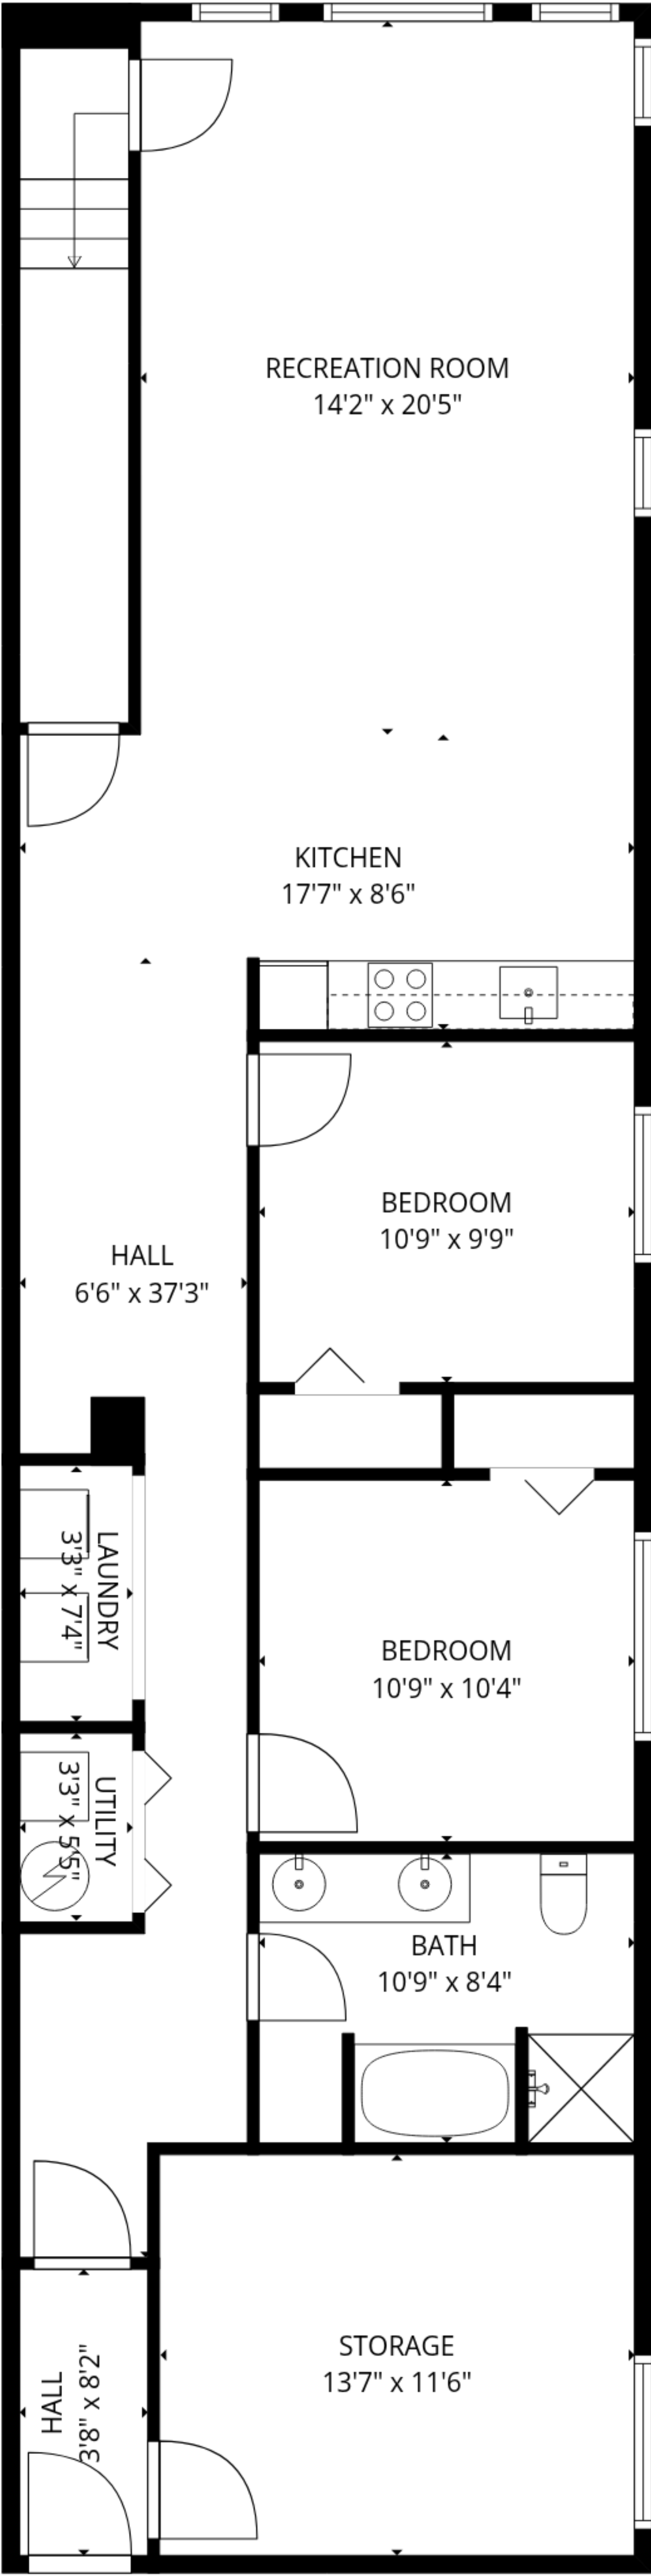 RECREATION ROOM
14'2" x 20'5"
KITCHEN
17'7" x 8'6"
BEDROOM
10'9" x 9'9"
HALL
6'6" x 37'3"
LAUNDRY
3'3" x 7'4"
BEDROOM
10'9" x 10'4"
UTILITY
3'3" x 5'5"
BATH
10'9" x 8'4"
STORAGE
13'7" x 11'6"
HALL
3'8" x 8'2"